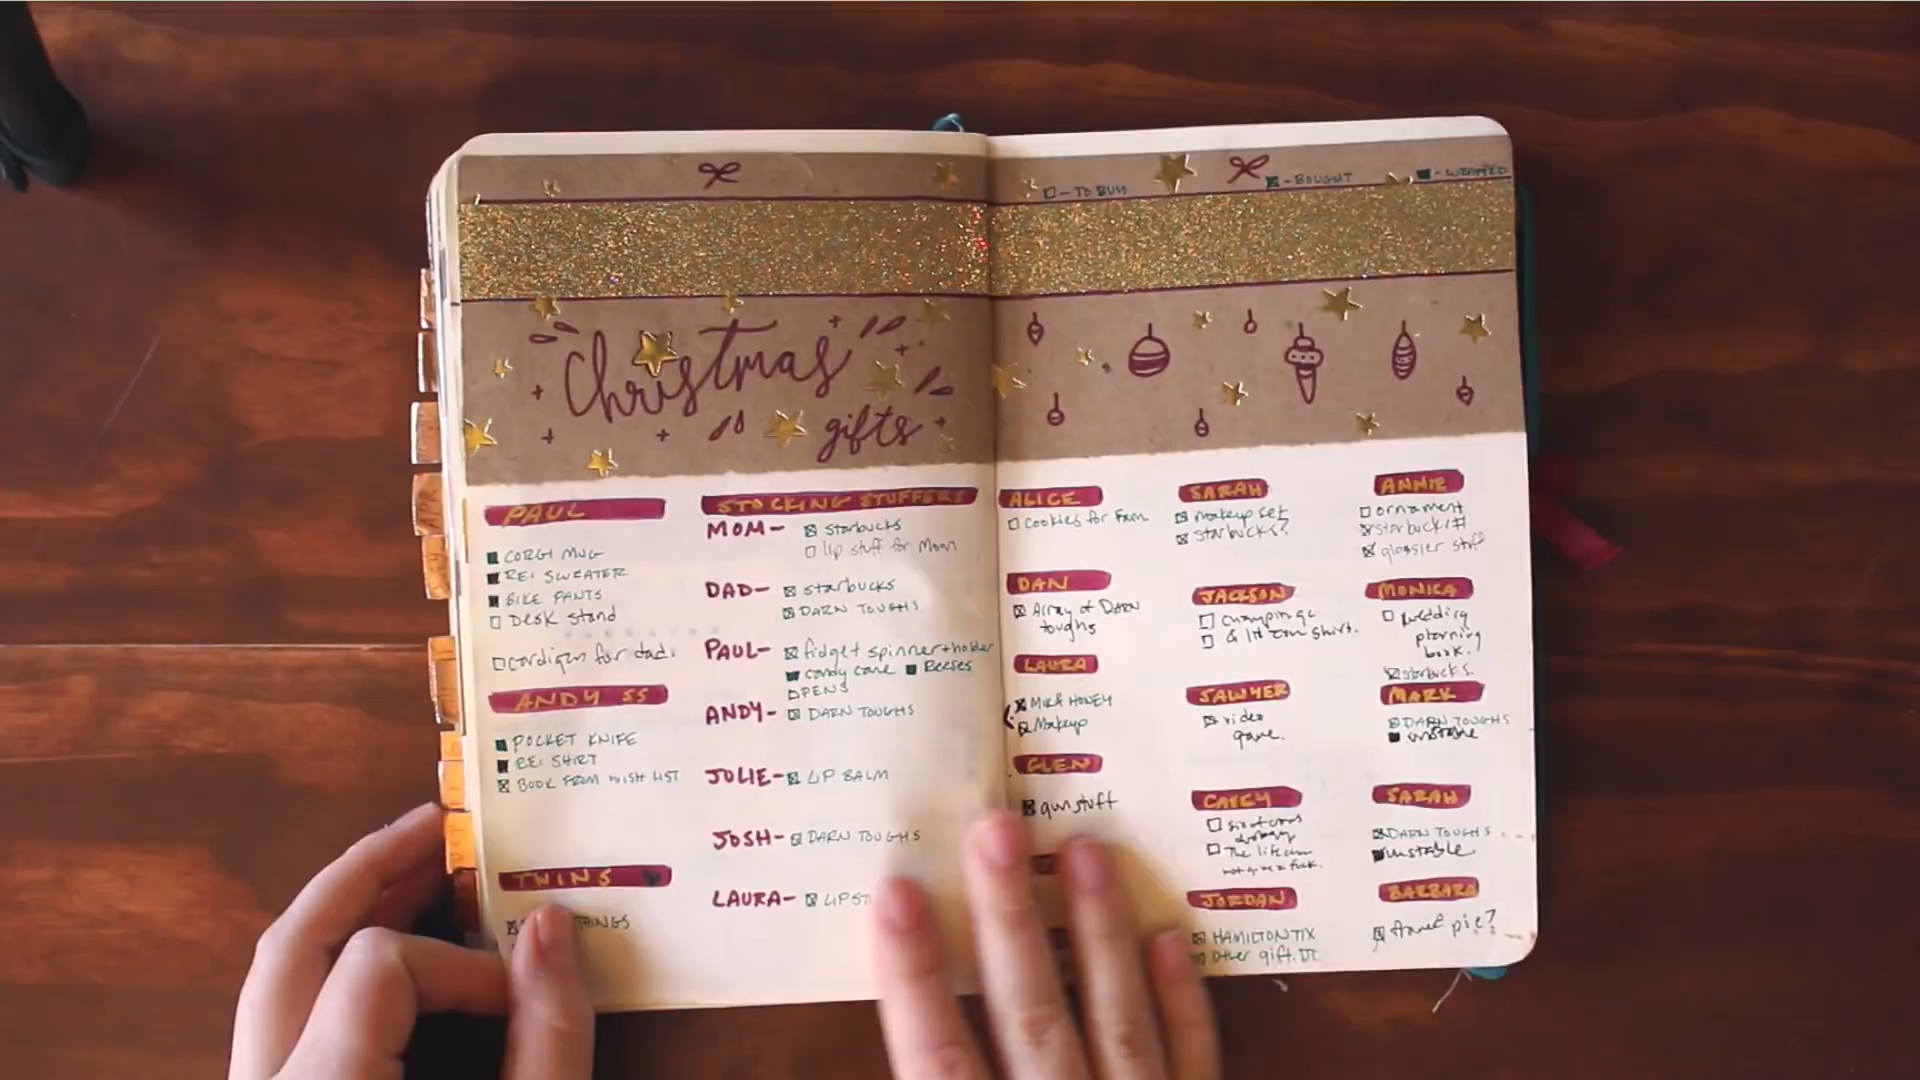 - TO BUY
- BOUGHT
- WRAPPED
Christmas
gifts
PAUL
CORGI MUG
REI SWEATER
BIKE PANTS
Desk stand
cardigan for dad.
ANDY SS
POCKET KNIFE
REI SHIRT
BOOK FROM WISH LIST
TWINS
STOCKING STUFFERS
MOM- Starbucks
lip stuff for Mom
DAD- starbucks
DARN TOUGHS
PAUL- fidget spinner + holder
candy cane Reeses
PENS
ANDY- DARN TOUGHS
JOLIE- LIP BALM
JOSH- DARN TOUGHS
LAURA-
ALICE
cookies for Fam
DAN
Array of DARN
toughs
LAURA
MILK HONEY
Makeup
GLEN
gun stuff
SARAH
makeup set
starbucks?
JACKSON
SAWYER
video
game.
CASEY
JORDAN
HAMILTON TIX
other gift.
ANNIE
ornament
starbucks
glossier stuff
MONICA
wedding
planning
book.
starbucks.
MARK
DARN TOUGHS
unstable
SARAH
DARN TOUGHS
unstable
BARBARA
pie?